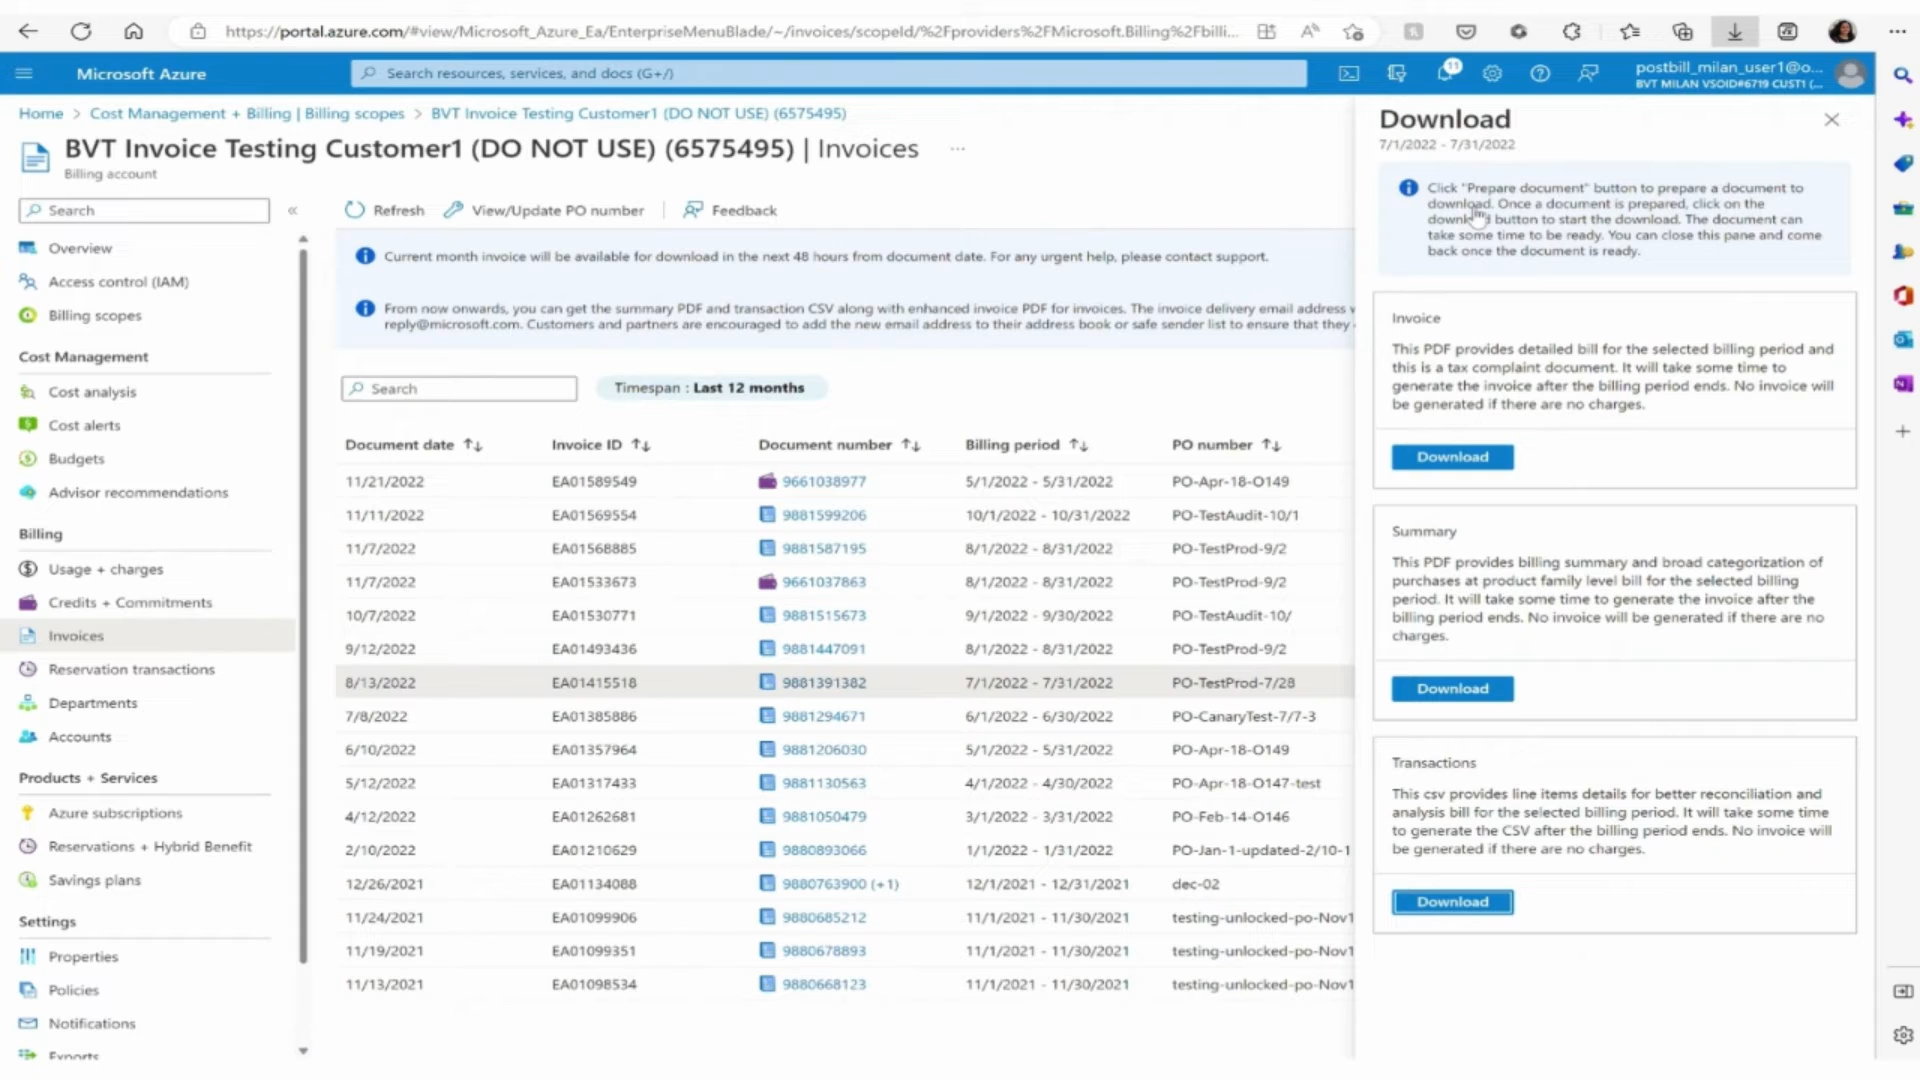 https://portal.azure.com/#view/Microsoft_Azure_Ea/EnterpriseMenuBlade/~/invoices/scopeId/%2Fproviders%2FMicrosoft.Billing%2Fbilli...
Microsoft Azure
Search resources, services, and docs (G+/)
11
postbill_milan_user1@o...
BVT MILAN VSOID#6719 CUST1 (...
Home > Cost Management + Billing | Billing scopes > BVT Invoice Testing Customer1 (DO NOT USE) (6575495)
BVT Invoice Testing Customer1 (DO NOT USE) (6575495) | Invoices ...
Billing account
Search
Overview
Access control (IAM)
Billing scopes
Cost Management
Cost analysis
Cost alerts
Budgets
Advisor recommendations
Billing
Usage + charges
Credits + Commitments
Invoices
Reservation transactions
Departments
Accounts
Products + Services
Azure subscriptions
Reservations + Hybrid Benefit
Savings plans
Settings
Properties
Policies
Notifications
Exports
Refresh View/Update PO number Feedback
Current month invoice will be available for download in the next 48 hours from document date. For any urgent help, please contact support.
From now onwards, you can get the summary PDF and transaction CSV along with enhanced invoice PDF for invoices. The invoice delivery email address
reply@microsoft.com. Customers and partners are encouraged to add the new email address to their address book or safe sender list to ensure that they
Search Timespan : Last 12 months
Document date Invoice ID Document number Billing period PO number
11/21/2022 EA01589549 9661038977 5/1/2022 - 5/31/2022 PO-Apr-18-O149
11/11/2022 EA01569554 9881599206 10/1/2022 - 10/31/2022 PO-TestAudit-10/1
11/7/2022 EA01568885 9881587195 8/1/2022 - 8/31/2022 PO-TestProd-9/2
11/7/2022 EA01533673 9661037863 8/1/2022 - 8/31/2022 PO-TestProd-9/2
10/7/2022 EA01530771 9881515673 9/1/2022 - 9/30/2022 PO-TestAudit-10/
9/12/2022 EA01493436 9881447091 8/1/2022 - 8/31/2022 PO-TestProd-9/2
8/13/2022 EA01415518 9881391382 7/1/2022 - 7/31/2022 PO-TestProd-7/28
7/8/2022 EA01385886 9881294671 6/1/2022 - 6/30/2022 PO-CanaryTest-7/7-3
6/10/2022 EA01357964 9881206030 5/1/2022 - 5/31/2022 PO-Apr-18-O149
5/12/2022 EA01317433 9881130563 4/1/2022 - 4/30/2022 PO-Apr-18-O147-test
4/12/2022 EA01262681 9881050479 3/1/2022 - 3/31/2022 PO-Feb-14-O146
2/10/2022 EA01210629 9880893066 1/1/2022 - 1/31/2022 PO-Jan-1-updated-2/10-1
12/26/2021 EA01134088 9880763900 (+1) 12/1/2021 - 12/31/2021 dec-02
11/24/2021 EA01099906 9880685212 11/1/2021 - 11/30/2021 testing-unlocked-po-Nov1
11/19/2021 EA01099351 9880678893 11/1/2021 - 11/30/2021 testing-unlocked-po-Nov1
11/13/2021 EA01098534 9880668123 11/1/2021 - 11/30/2021 testing-unlocked-po-Nov1
Download
7/1/2022 - 7/31/2022
Click "Prepare document" button to prepare a document to
download. Once a document is prepared, click on the
download button to start the download. The document can
take some time to be ready. You can close this pane and come
back once the document is ready.
Invoice
This PDF provides detailed bill for the selected billing period and
this is a tax complaint document. It will take some time to
generate the invoice after the billing period ends. No invoice will
be generated if there are no charges.
Download
Summary
This PDF provides billing summary and broad categorization of
purchases at product family level bill for the selected billing
period. It will take some time to generate the invoice after the
billing period ends. No invoice will be generated if there are no
charges.
Download
Transactions
This csv provides line items details for better reconciliation and
analysis bill for the selected billing period. It will take some time
to generate the CSV after the billing period ends. No invoice will
be generated if there are no charges.
Download